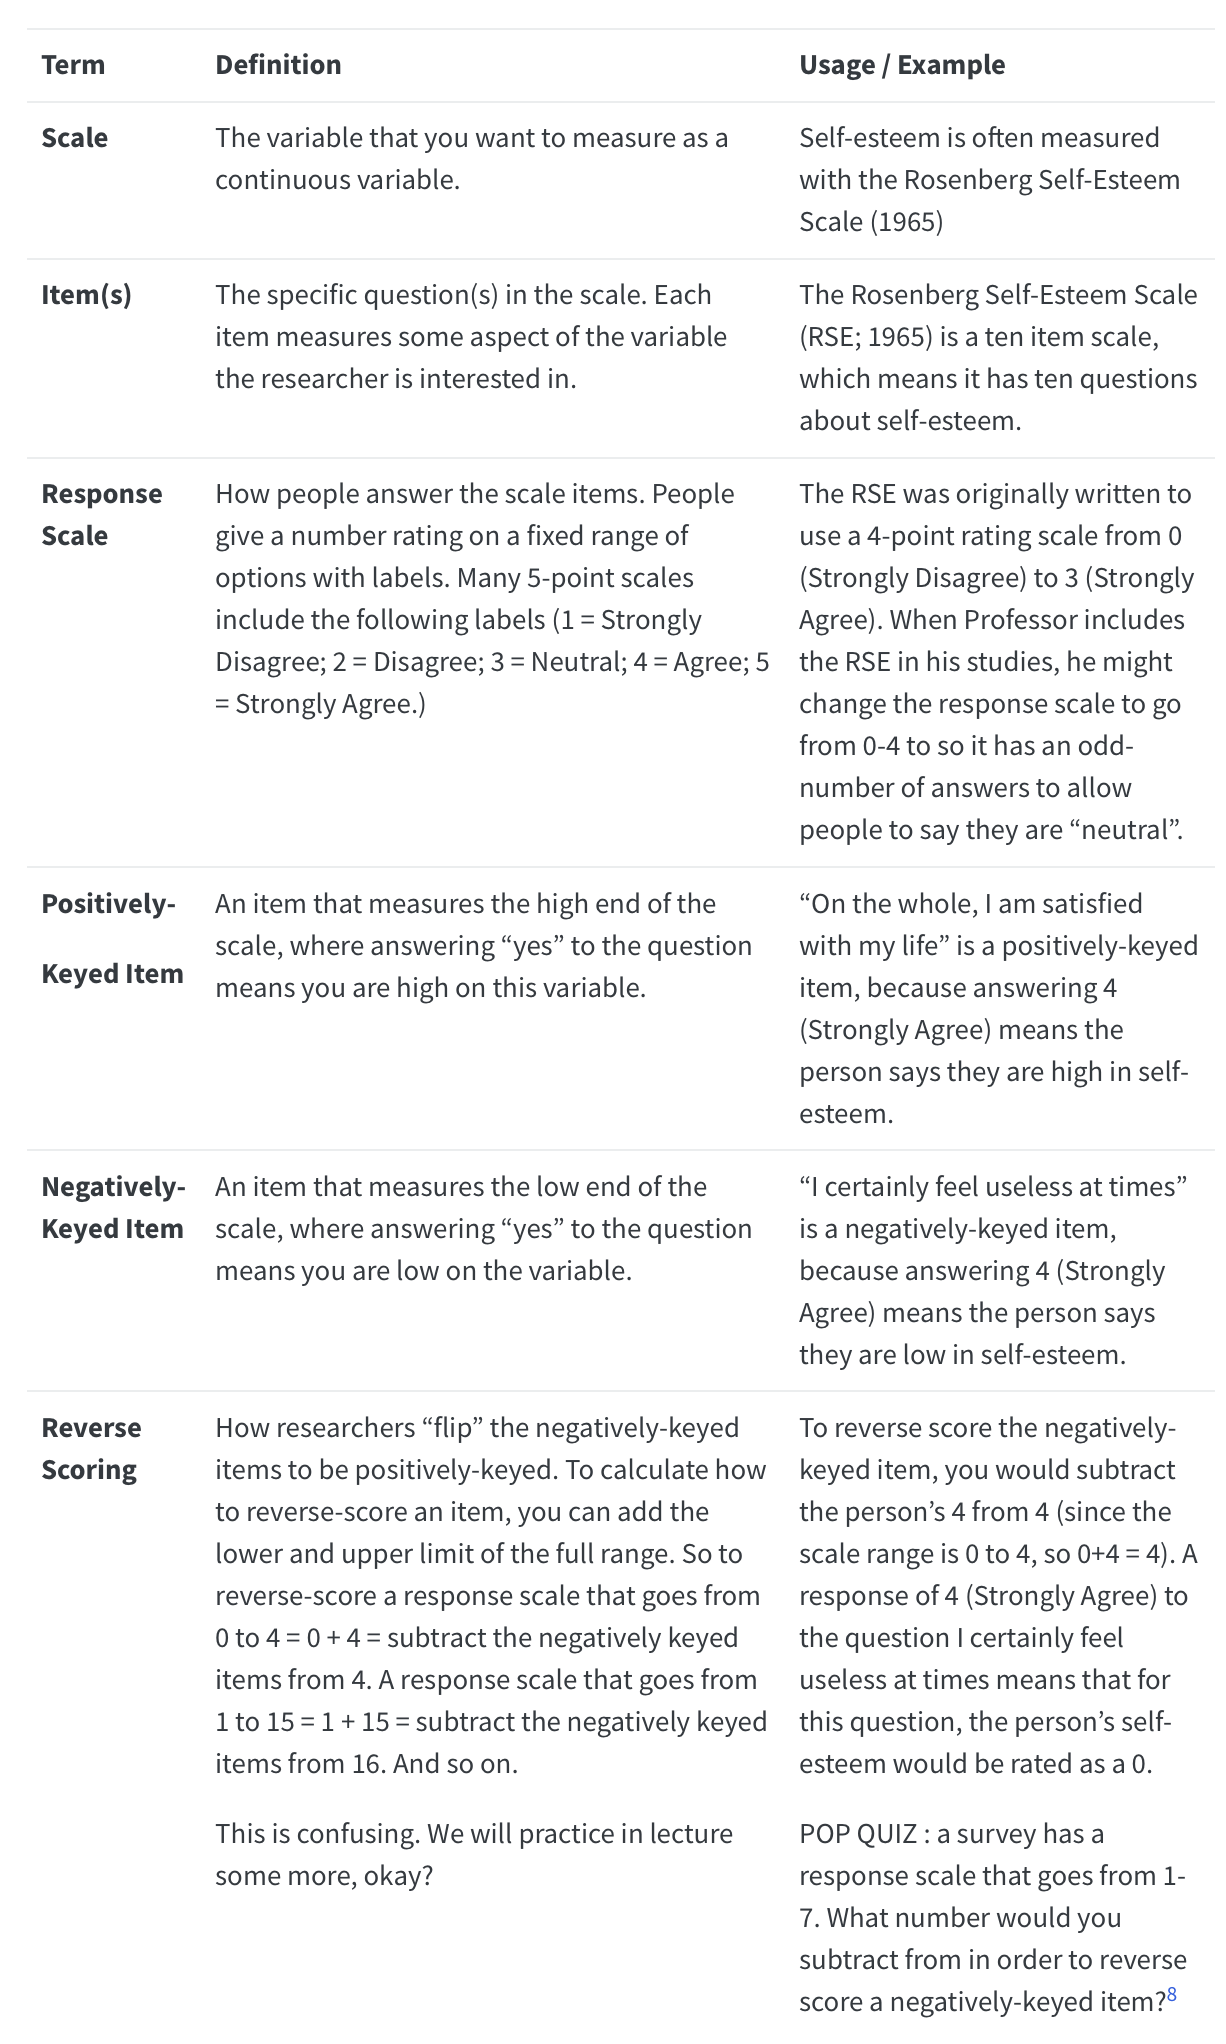 Term Definition Usage / Example
Scale The variable that you want to measure as a
continuous variable.
Self-esteem is often measured
with the Rosenberg Self-Esteem
Scale (1965)
Item(s) The specific question(s) in the scale. Each
item measures some aspect of the variable
the researcher is interested in.
The Rosenberg Self-Esteem Scale
(RSE; 1965) is a ten item scale,
which means it has ten questions
about self-esteem.
Response
Scale
How people answer the scale items. People
give a number rating on a fixed range of
options with labels. Many 5-point scales
include the following labels (1 = Strongly
Disagree; 2 = Disagree; 3 = Neutral; 4 = Agree; 5
= Strongly Agree.)
The RSE was originally written to
use a 4-point rating scale from 0
(Strongly Disagree) to 3 (Strongly
Agree). When Professor includes
the RSE in his studies, he might
change the response scale to go
from 0-4 to so it has an odd-
number of answers to allow
people to say they are “neutral”.
Positively-
Keyed Item
An item that measures the high end of the
scale, where answering “yes” to the question
means you are high on this variable.
“On the whole, I am satisfied
with my life” is a positively-keyed
item, because answering 4
(Strongly Agree) means the
person says they are high in self-
esteem.
Negatively-
Keyed Item
An item that measures the low end of the
scale, where answering “yes” to the question
means you are low on the variable.
“I certainly feel useless at times”
is a negatively-keyed item,
because answering 4 (Strongly
Agree) means the person says
they are low in self-esteem.
Reverse
Scoring
How researchers “flip” the negatively-keyed
items to be positively-keyed. To calculate how
to reverse-score an item, you can add the
lower and upper limit of the full range. So to
reverse-score a response scale that goes from
0 to 4 = 0 + 4 = subtract the negatively keyed
items from 4. A response scale that goes from
1 to 15 = 1 + 15 = subtract the negatively keyed
items from 16. And so on.
This is confusing. We will practice in lecture
some more, okay?
To reverse score the negatively-
keyed item, you would subtract
the person’s 4 from 4 (since the
scale range is 0 to 4, so 0+4 = 4). A
response of 4 (Strongly Agree) to
the question I certainly feel
useless at times means that for
this question, the person’s self-
esteem would be rated as a 0.
POP QUIZ : a survey has a
response scale that goes from 1-
7. What number would you
subtract from in order to reverse
score a negatively-keyed item?8